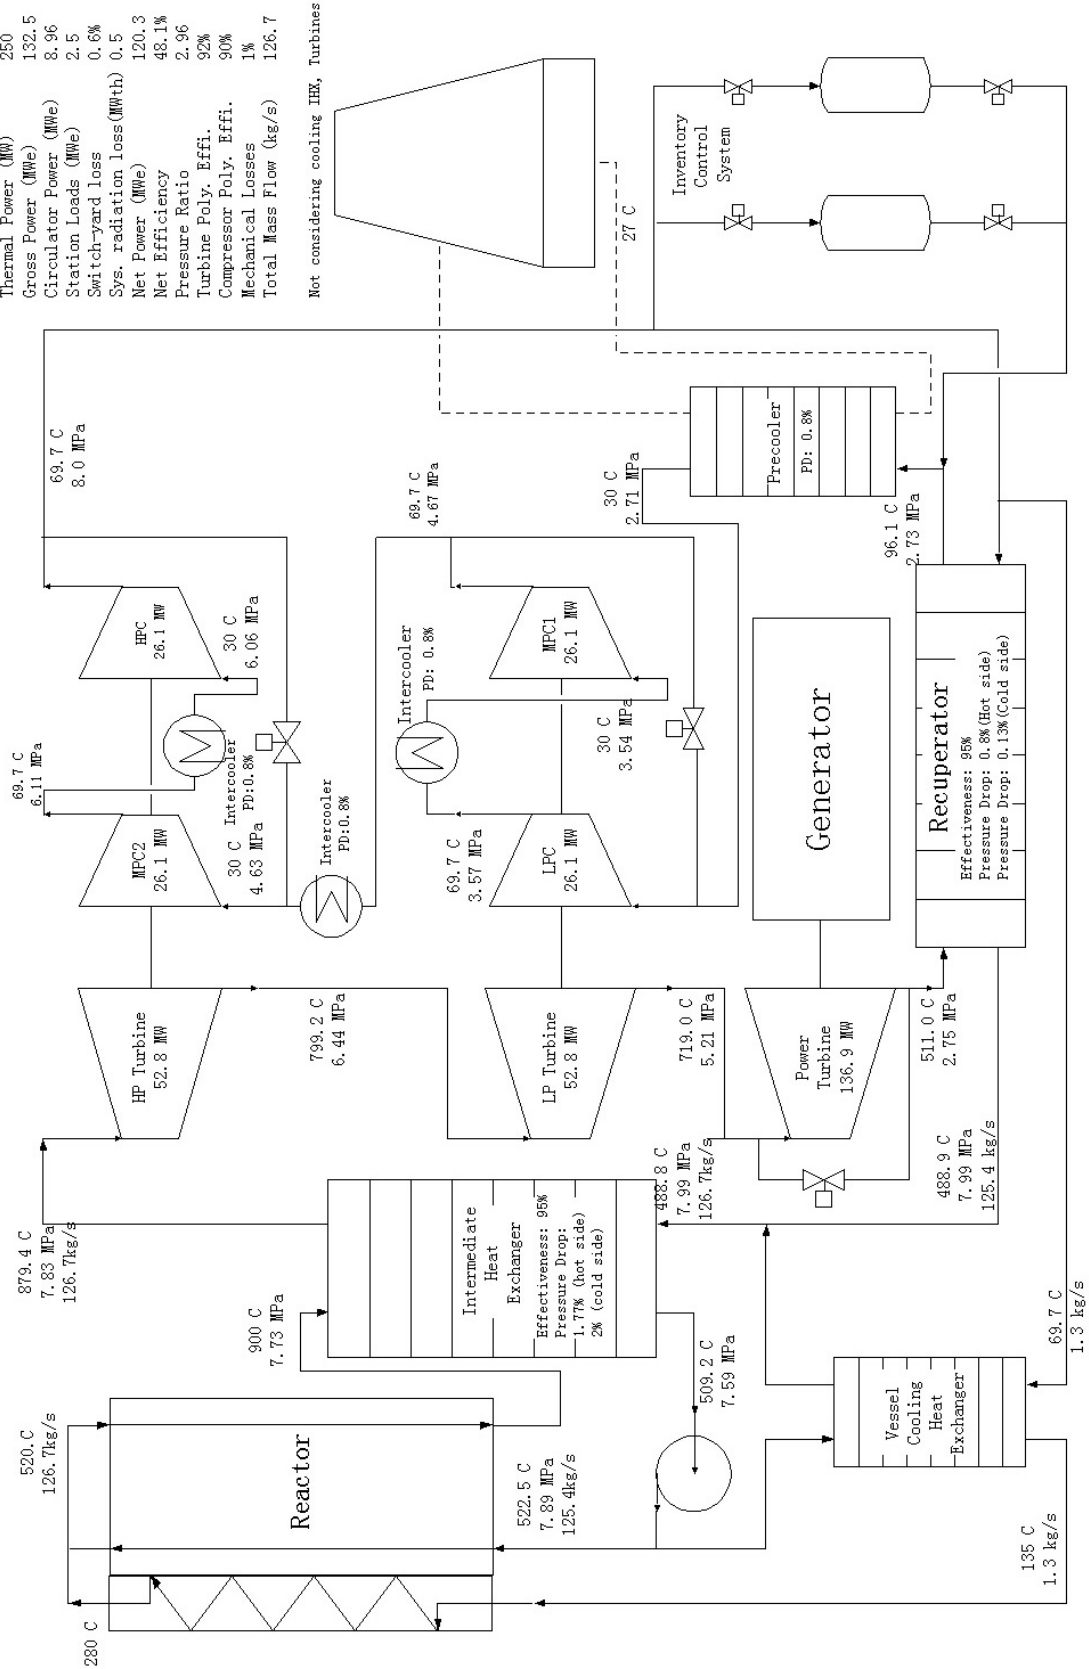 Thermal Power (MW) 250
Gross Power (MWe) 132.5
Circulator Power (MWe) 8.96
Station Loads (MWe) 2.5
Switch-yard loss 0.6%
Sys. radiation loss(MWth) 0.5
Net Power (MWe) 120.3
Net Efficiency 48.1%
Pressure Ratio 2.96
Turbine Poly. Effi. 92%
Compressor Poly. Effi. 90%
Mechanical Losses 1%
Total Mass Flow (kg/s) 126.7
Not considering cooling IHX, Turbines
280 C
520.C
126.7kg/s
Reactor
879.4 C
7.83 MPa
126.7kg/s
900 C
7.73 MPa
Intermediate
Heat
Exchanger
Effectiveness: 95%
Pressure Drop:
1.77% (hot side)
2% (cold side)
522.5 C
7.89 MPa
125.4kg/s
509.2 C
7.59 MPa
Vessel
Cooling
Heat
Exchanger
135 C
1.3 kg/s
69.7 C
1.3 kg/s
HP Turbine
52.8 MW
799.2 C
6.44 MPa
LP Turbine
52.8 MW
719.0 C
5.21 MPa
488.8 C
7.99 MPa
126.7kg/s
Power
Turbine
136.9 MW
511.0 C
2.75 MPa
488.9 C
7.99 MPa
125.4 kg/s
69.7 C
6.11 MPa
MPC2
26.1 MW
30 C
4.63 MPa
Intercooler
PD:0.8%
Intercooler
PD:0.8%
HPC
26.1 MW
30 C
6.06 MPa
69.7 C
8.0 MPa
69.7 C
3.57 MPa
LPC
26.1 MW
Intercooler
PD: 0.8%
30 C
3.54 MPa
MPC1
26.1 MW
69.7 C
4.67 MPa
30 C
2.71 MPa
Generator
Recuperator
Effectiveness: 95%
Pressure Drop: 0.8%(Hot side)
Pressure Drop: 0.13%(Cold side)
96.1 C
2.73 MPa
Precooler
PD: 0.8%
27 C
Inventory
Control
System